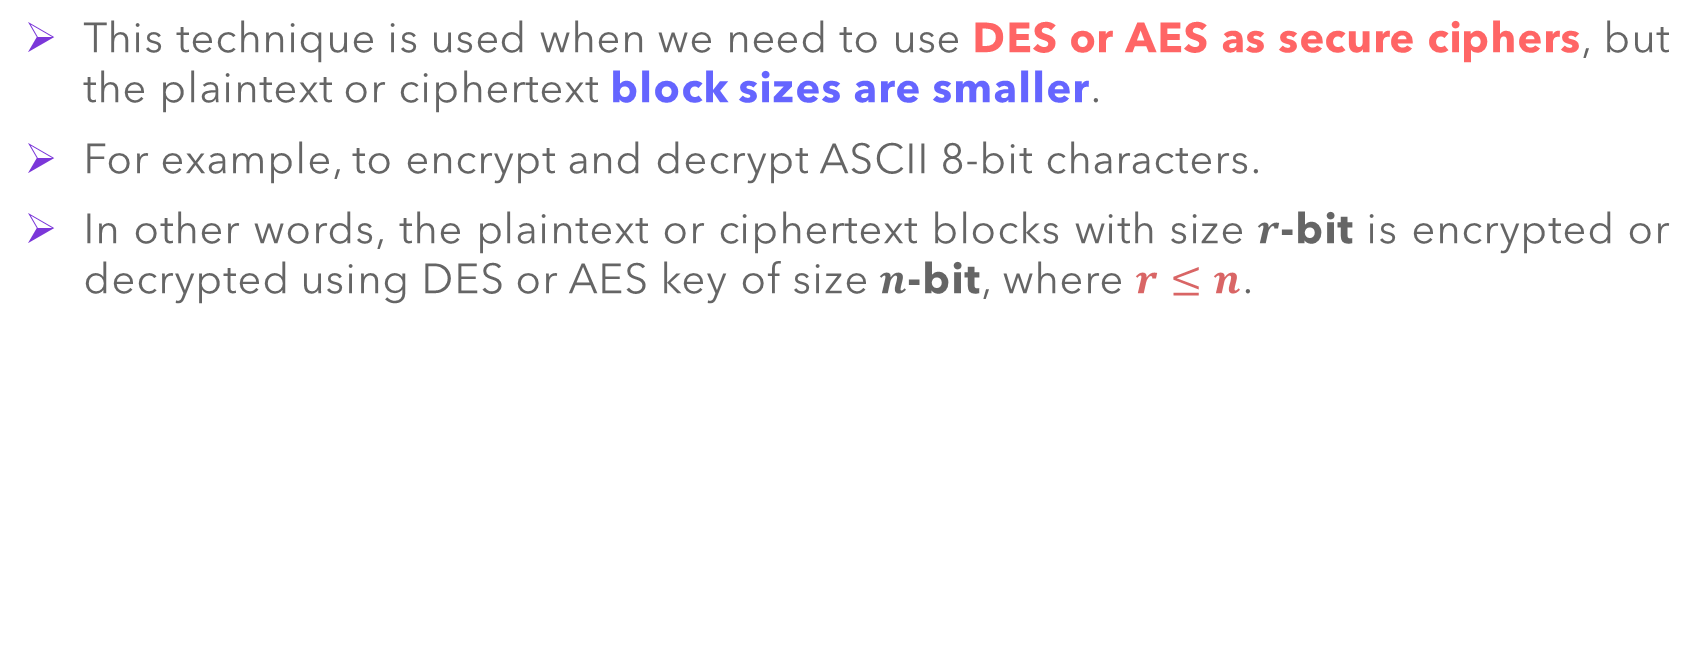 ➢ This technique is used when we need to use DES or AES as secure ciphers, but
the plaintext or ciphertext block sizes are smaller.
➢ For example, to encrypt and decrypt ASCII 8-bit characters.
➢ In other words, the plaintext or ciphertext blocks with size r-bit is encrypted or
decrypted using DES or AES key of size n-bit, where r ≤ n.